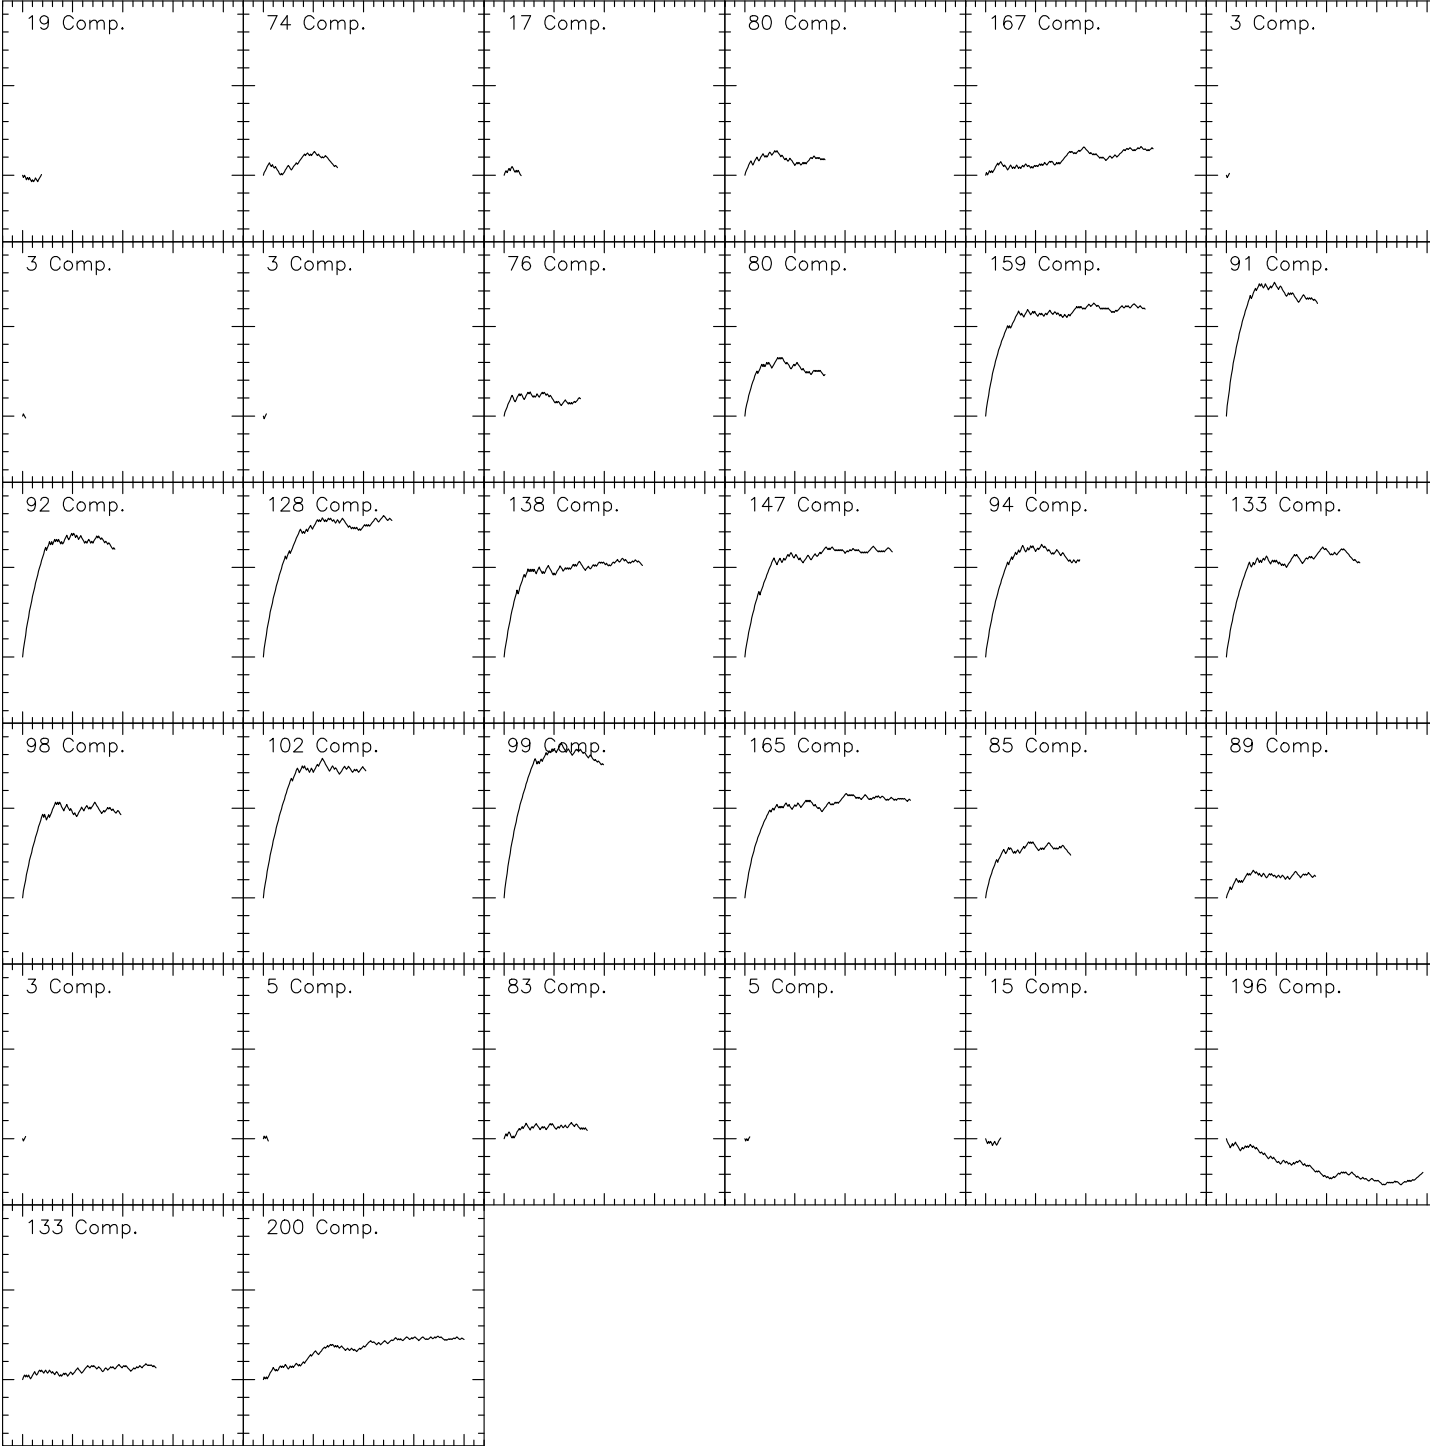 19 Comp.
74 Comp.
17 Comp.
80 Comp.
167 Comp.
3 Comp.
3 Comp.
3 Comp.
76 Comp.
80 Comp.
159 Comp.
91 Comp.
92 Comp.
128 Comp.
138 Comp.
147 Comp.
94 Comp.
133 Comp.
98 Comp.
102 Comp.
99 Comp.
165 Comp.
85 Comp.
89 Comp.
3 Comp.
5 Comp.
83 Comp.
5 Comp.
15 Comp.
196 Comp.
133 Comp.
200 Comp.